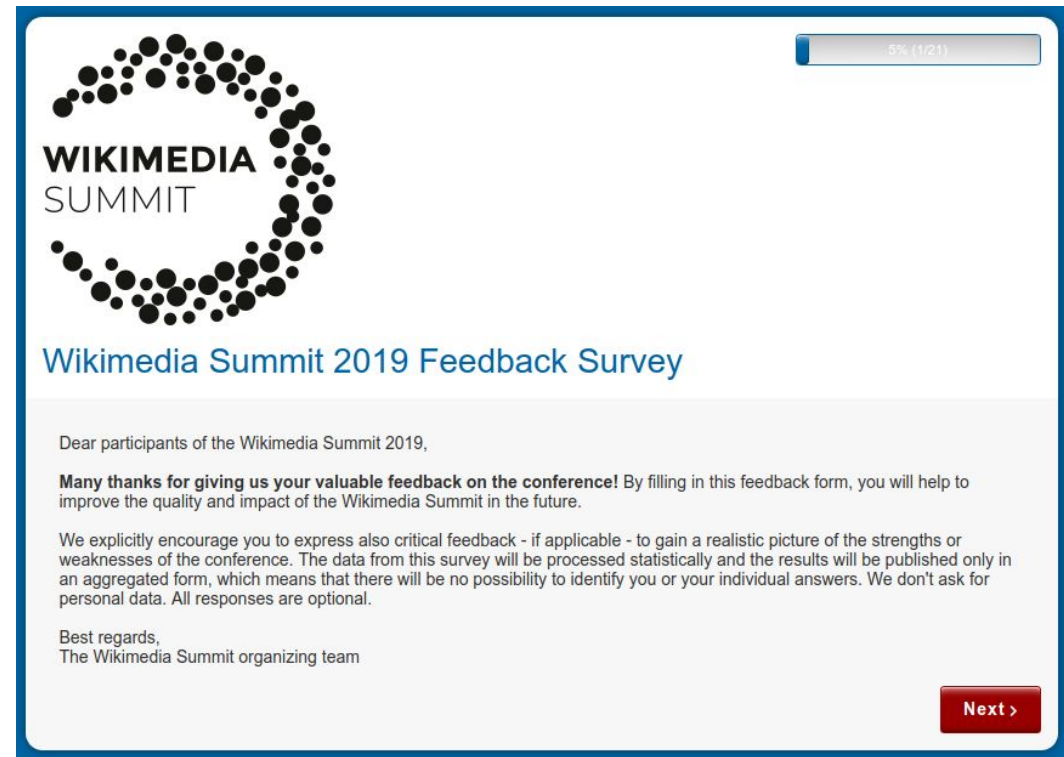 5% (1/21)
WIKIMEDIA
SUMMIT
Wikimedia Summit 2019 Feedback Survey
Dear participants of the Wikimedia Summit 2019,
Many thanks for giving us your valuable feedback on the conference! By filling in this feedback form, you will help to
improve the quality and impact of the Wikimedia Summit in the future.
We explicitly encourage you to express also critical feedback - if applicable - to gain a realistic picture of the strengths or
weaknesses of the conference. The data from this survey will be processed statistically and the results will be published only in
an aggregated form, which means that there will be no possibility to identify you or your individual answers. We don't ask for
personal data. All responses are optional.
Best regards,
The Wikimedia Summit organizing team
Next ›